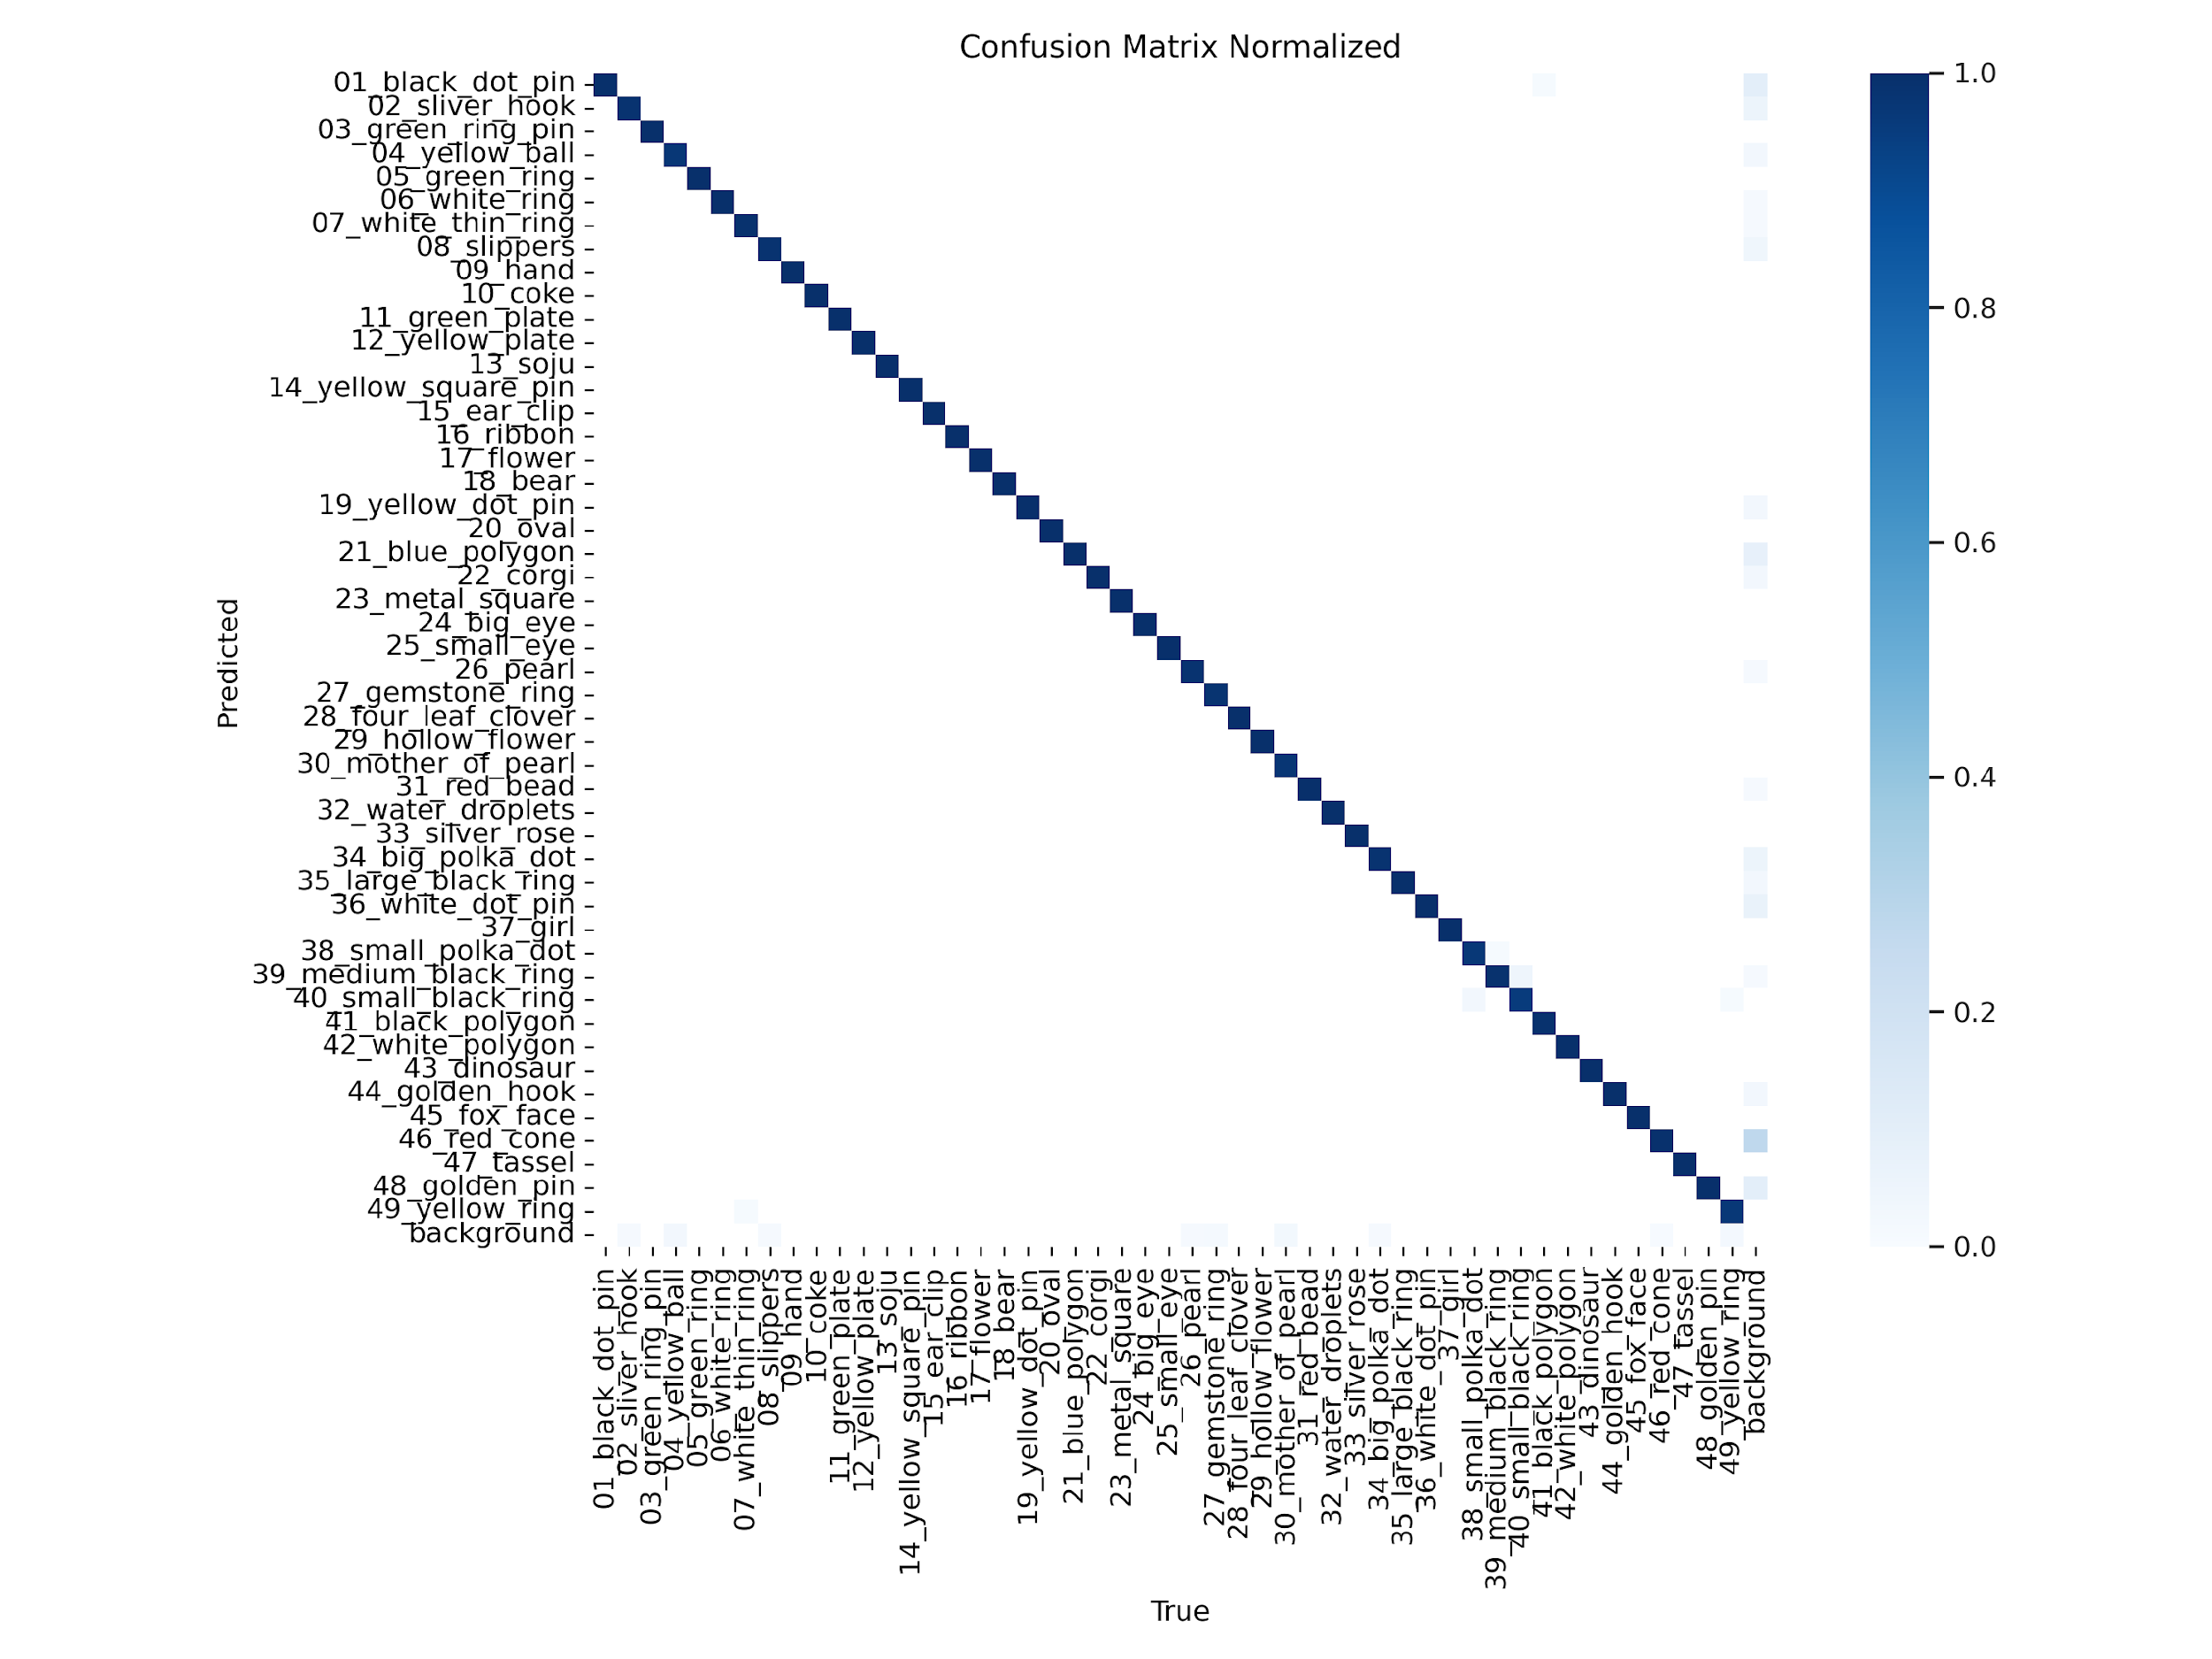 Confusion Matrix Normalized
01_black_dot_pin
02_sliver_hook
03_green_ring_pin
04_yellow_ball
05_green_ring
06_white_ring
07_white_thin_ring
08_slippers
09_hand
10_coke
11_green_plate
12_yellow_plate
13_soju
14_yellow_square_pin
15_ear_clip
16_ribbon
17_flower
18_bear
19_yellow_dot_pin
20_oval
21_blue_polygon
22_corgi
23_metal_square
24_big_eye
25_small_eye
26_pearl
27_gemstone_ring
28_four_leaf_clover
29_hollow_flower
30_mother_of_pearl
31_red_bead
32_water_droplets
33_silver_rose
34_big_polka_dot
35_large_black_ring
36_white_dot_pin
37_girl
38_small_polka_dot
39_medium_black_ring
40_small_black_ring
41_black_polygon
42_white_polygon
43_dinosaur
44_golden_hook
45_fox_face
46_red_cone
47_tassel
48_golden_pin
49_yellow_ring
background
Predicted
01_black_dot_pin
02_sliver_hook
03_green_ring_pin
04_yellow_ball
05_green_ring
06_white_ring
07_white_thin_ring
08_slippers
09_hand
10_coke
11_green_plate
12_yellow_plate
13_soju
14_yellow_square_pin
15_ear_clip
16_ribbon
17_flower
18_bear
19_yellow_dot_pin
20_oval
21_blue_polygon
22_corgi
23_metal_square
24_big_eye
25_small_eye
26_pearl
27_gemstone_ring
28_four_leaf_clover
29_hollow_flower
30_mother_of_pearl
31_red_bead
32_water_droplets
33_silver_rose
34_big_polka_dot
35_large_black_ring
36_white_dot_pin
37_girl
38_small_polka_dot
39_medium_black_ring
40_small_black_ring
41_black_polygon
42_white_polygon
43_dinosaur
44_golden_hook
45_fox_face
46_red_cone
47_tassel
48_golden_pin
49_yellow_ring
background
True
1.0
0.8
0.6
0.4
0.2
0.0